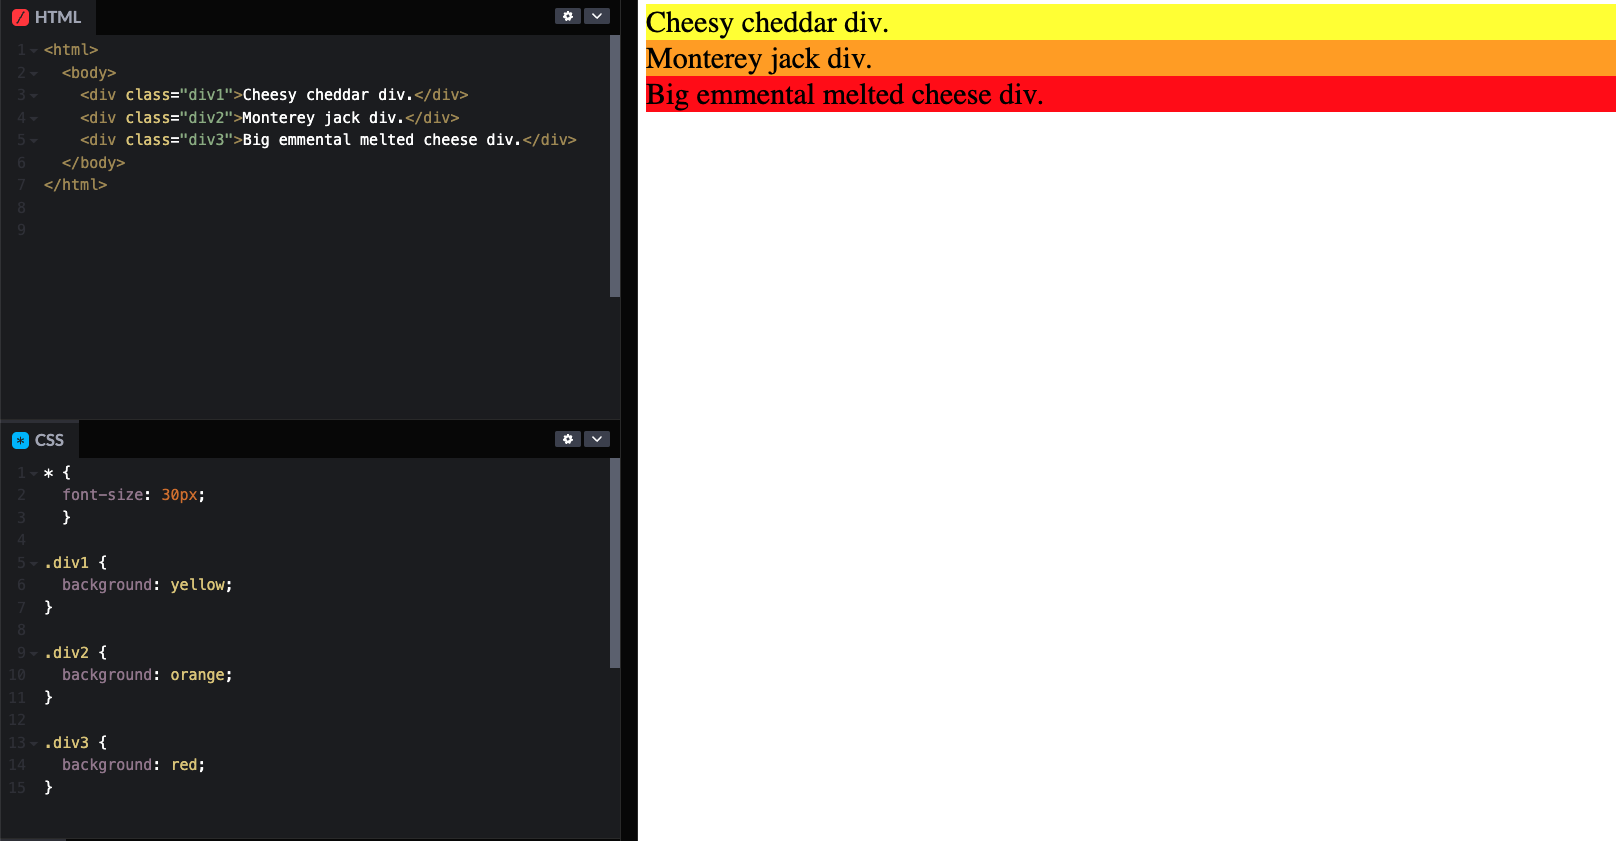 HTML
1 <html>
2 <body>
3 <div class="div1">Cheesy cheddar div.</div>
4 <div class="div2">Monterey jack div.</div>
5 <div class="div3">Big emmental melted cheese div.</div>
6 </body>
7 </html>
8
9
CSS
1 * {
2 font-size: 30px;
3 }
4
5 .div1 {
6 background: yellow;
7 }
8
9 .div2 {
10 background: orange;
11 }
12
13 .div3 {
14 background: red;
15 }
Cheesy cheddar div.
Monterey jack div.
Big emmental melted cheese div.